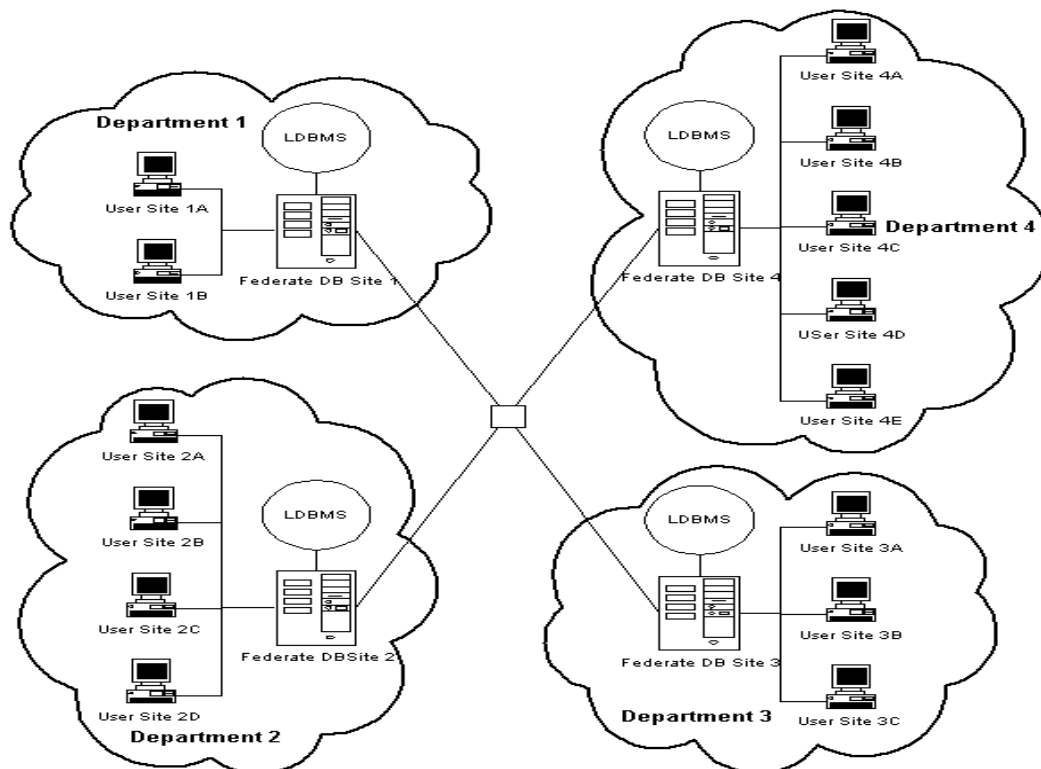 Department 1
LDBMS
User Site 1A
User Site 1B
Federate DB Site 1
User Site 4A
LDBMS
User Site 4B
Department 4
User Site 4C
Federate DB Site 4
USer Site 4D
User Site 4E
User Site 2A
LDBMS
User Site 2B
User Site 2C
Federate DBSite 2
User Site 2D
Department 2
LDBMS
User Site 3A
User Site 3B
Federate DB Site 3
Department 3
User Site 3C